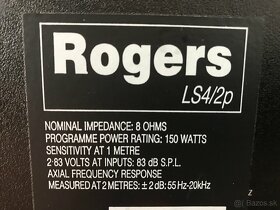 Rogers
LS4/2p
NOMINAL IMPEDANCE: 8 OHMS
PROGRAMME POWER RATING: 150 WATTS
SENSITIVITY AT 1 METRE
2·83 VOLTS AT INPUTS: 83 dB S.P.L.
AXIAL FREQUENCY RESPONSE
MEASURED AT 2 METRES: ±2 dB: 55 Hz-20kHz
Z
bazos.sk